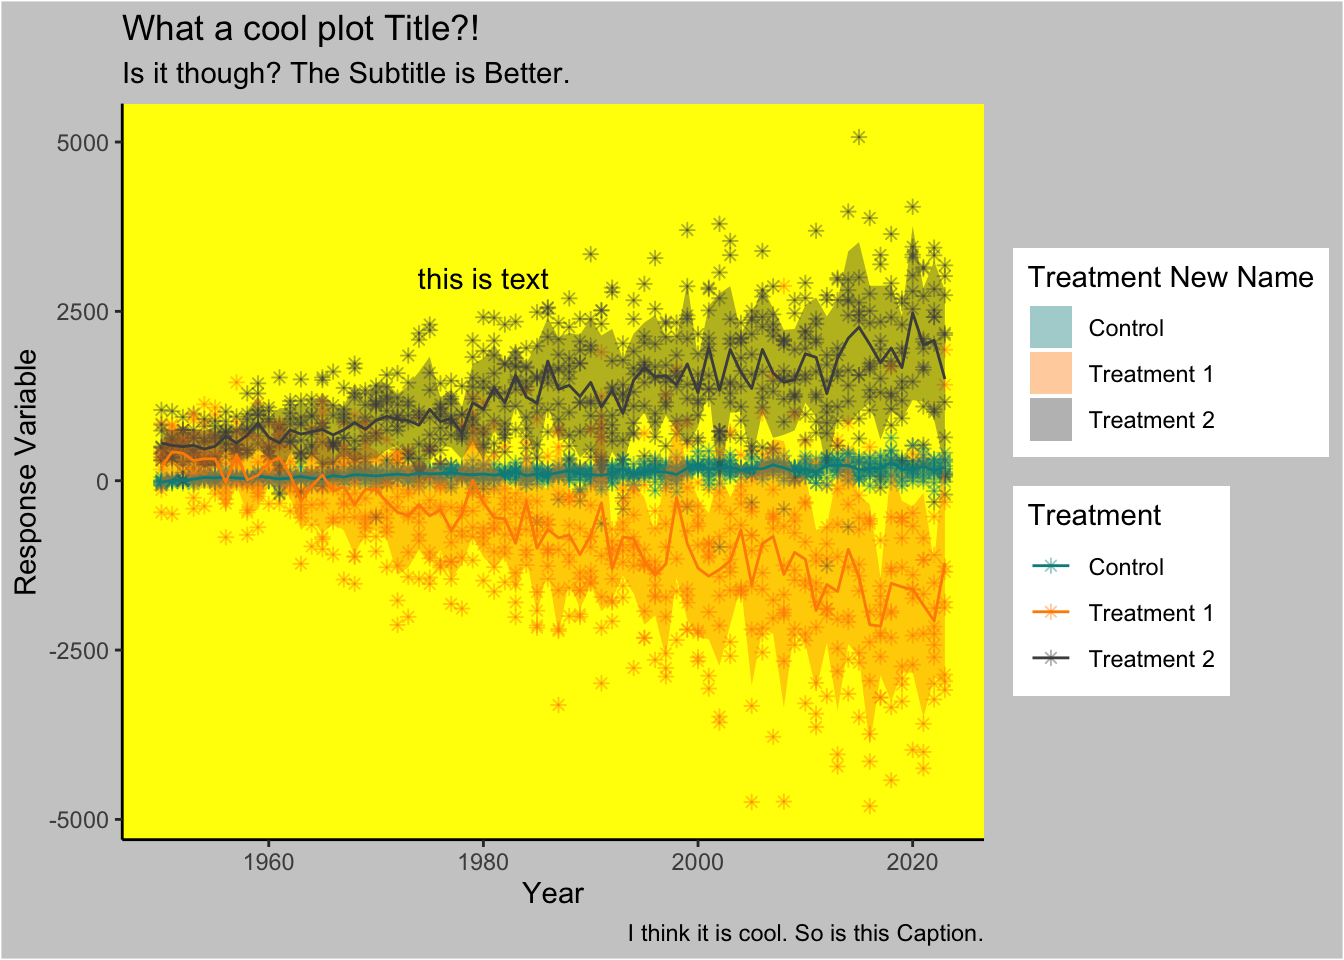 What a cool plot Title?!
Is it though? The Subtitle is Better.
5000
2500
0
-2500
-5000
Response Variable
this is text
1960 1980 2000 2020
Year
I think it is cool. So is this Caption.
Treatment New Name
Control
Treatment 1
Treatment 2
Treatment
Control
Treatment 1
Treatment 2